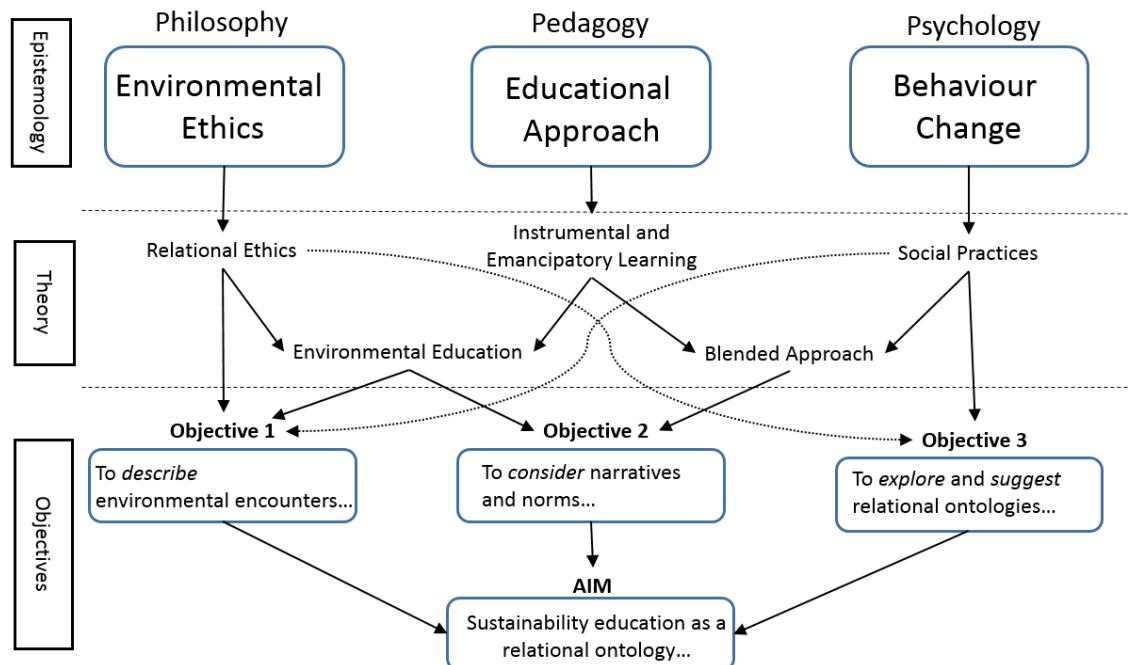 Epistemology
Philosophy
Pedagogy
Psychology
Environmental
Ethics
Educational
Approach
Behaviour
Change
Theory
Relational Ethics
Instrumental and
Emancipatory Learning
Social Practices
Environmental Education
Blended Approach
Objectives
Objective 1
Objective 2
Objective 3
To describe
environmental encounters...
To consider narratives
and norms...
To explore and suggest
relational ontologies...
AIM
Sustainability education as a
relational ontology...